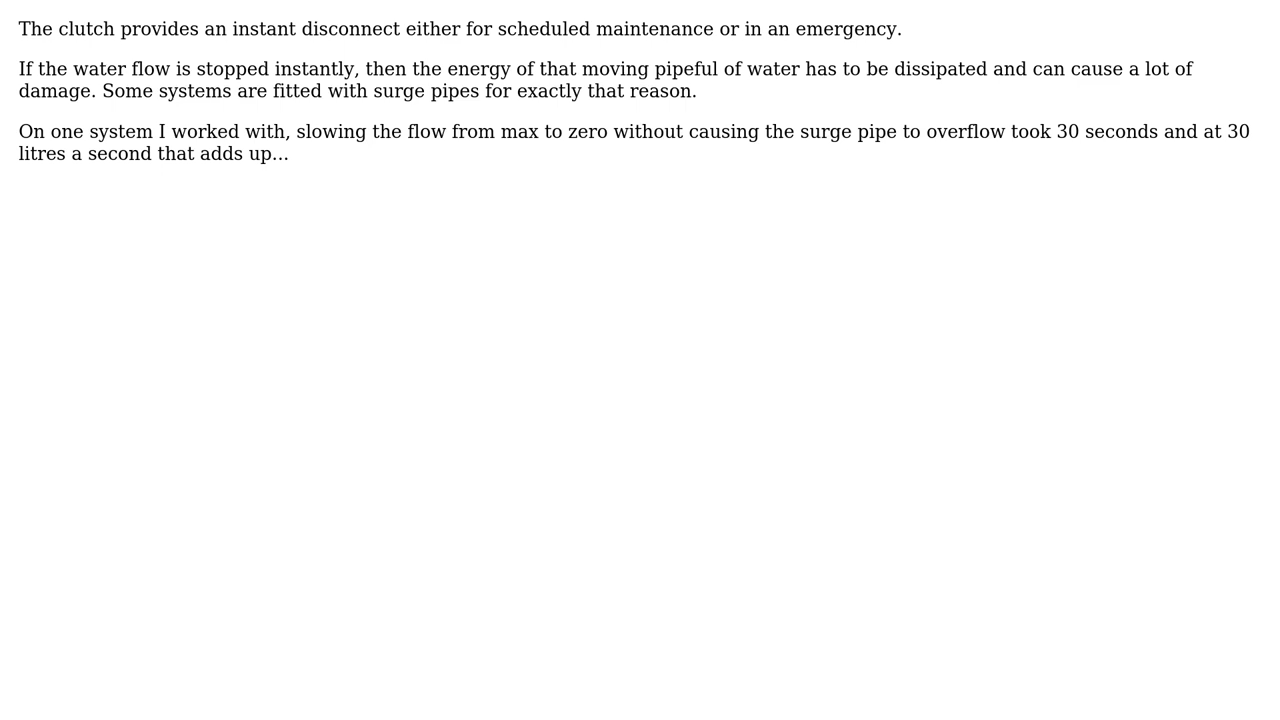 The clutch provides an instant disconnect either for scheduled maintenance or in an emergency.
If the water flow is stopped instantly, then the energy of that moving pipeful of water has to be dissipated and can cause a lot of
damage. Some systems are fitted with surge pipes for exactly that reason.
On one system I worked with, slowing the flow from max to zero without causing the surge pipe to overflow took 30 seconds and at 30
litres a second that adds up...